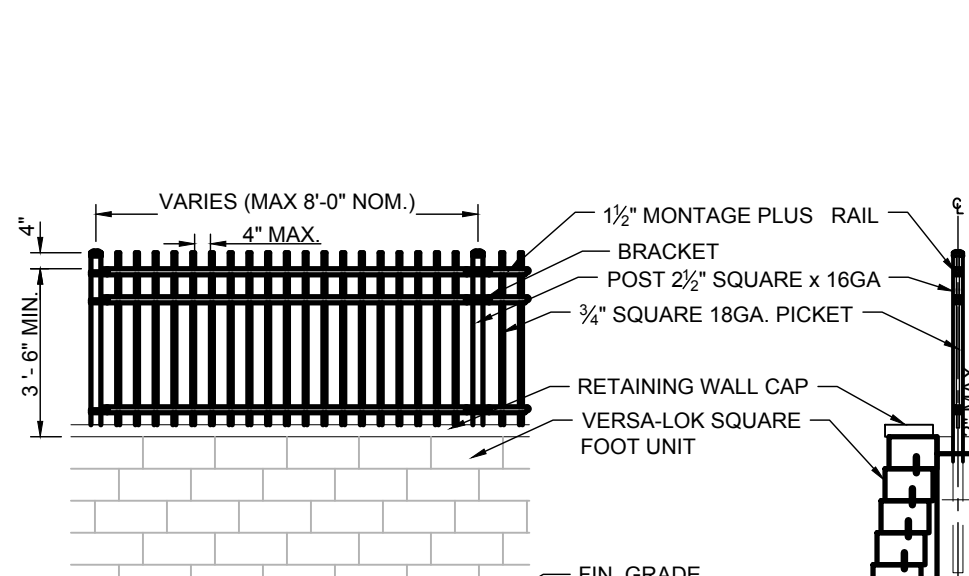 VARIES (MAX 8'-0" NOM.)
4"
4" MAX.
3'-6" MIN.
1½" MONTAGE PLUS RAIL
BRACKET
POST 2½" SQUARE x 16GA
¾" SQUARE 18GA. PICKET
RETAINING WALL CAP
VERSA-LOK SQUARE
FOOT UNIT
FIN. GRADE
℄